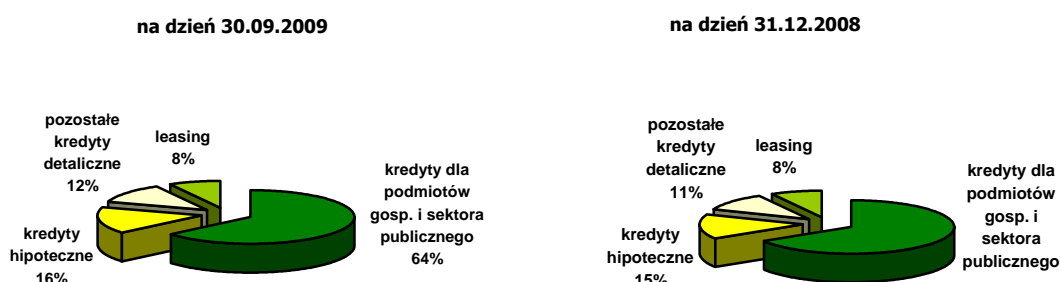 na dzień 30.09.2009
pozostałe
kredyty
detaliczne
12%
leasing
8%
kredyty dla
podmiotów
gosp. i sektora
publicznego
64%
kredyty
hipoteczne
16%
na dzień 31.12.2008
pozostałe
kredyty
detaliczne
11%
leasing
8%
kredyty dla
podmiotów
gosp. i
sektora
publicznego
kredyty
hipoteczne
15%